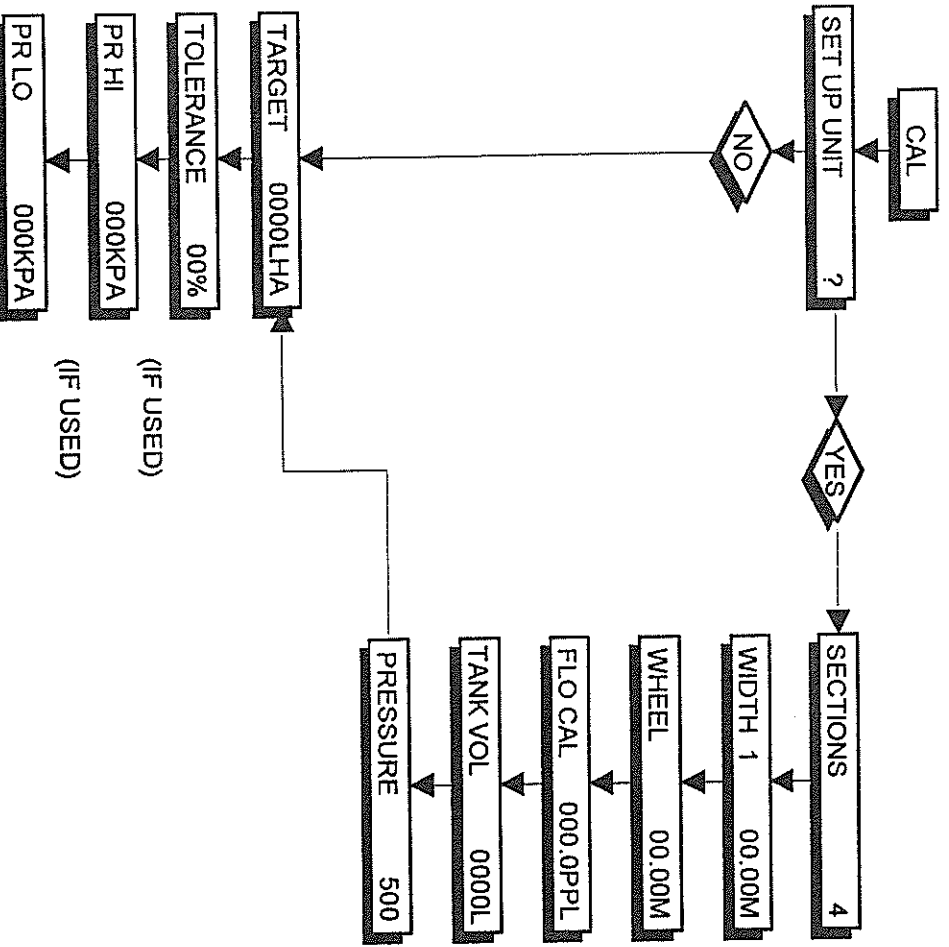 CAL
SET UP UNIT ?
NO
YES
TARGET 0000LHA
TOLERANCE 00%
PR HI 000KPA
(IF USED)
PR LO 000KPA
(IF USED)
SECTIONS 4
WIDTH 1 00.00M
WHEEL 00.00M
FLO CAL 000.0PPL
TANK VOL 0000L
PRESSURE 500